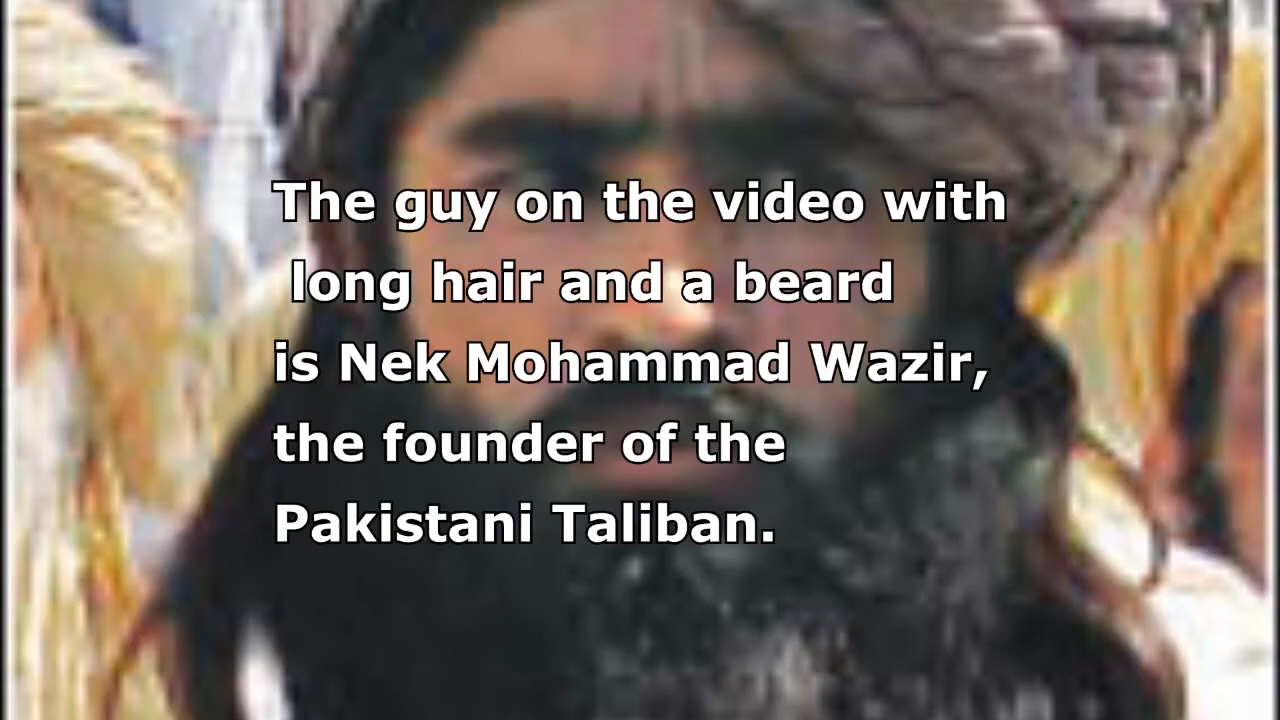 The guy on the video with
long hair and a beard
is Nek Mohammad Wazir,
the founder of the
Pakistani Taliban.